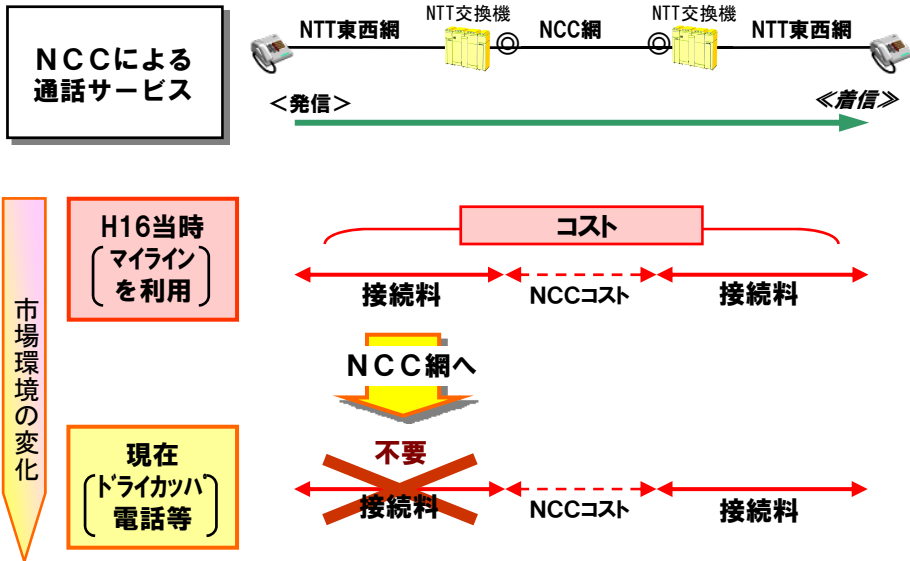 NCCによる
通話サービス
NTT東西網
NTT交換機
NCC網
NTT交換機
NTT東西網
＜発信＞
≪着信≫
市場環境の変化
H16当時
マイライン
を利用
コスト
接続料
NCCコスト
接続料
NCC網へ
現在
ドライカッパ
電話等
不要
接続料
NCCコスト
接続料